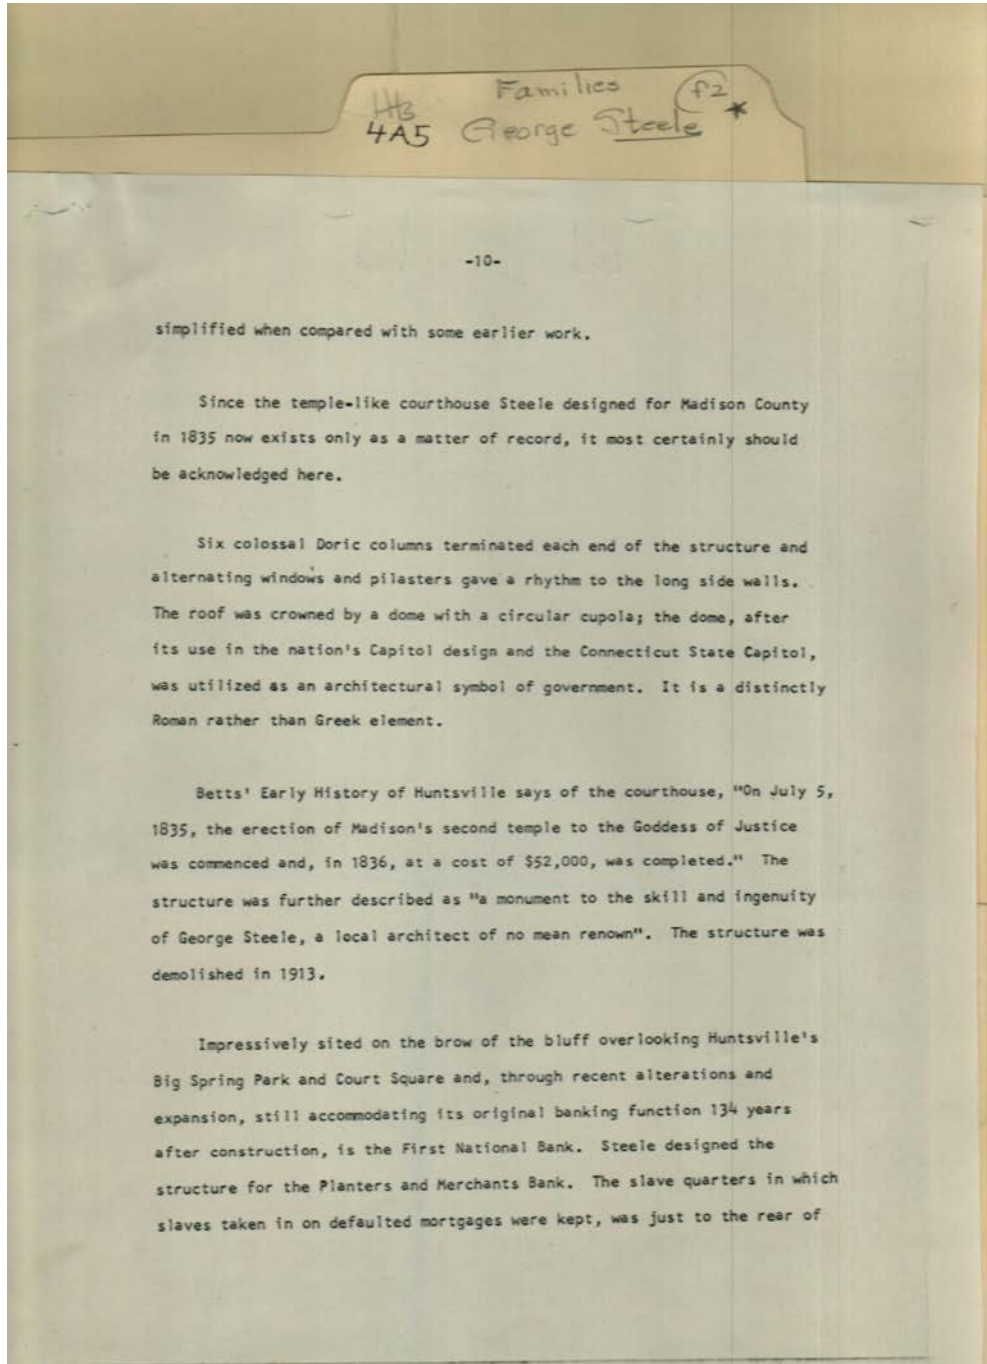 Families f2
HB
4A5 George Steele *
-10-
simplified when compared with some earlier work.
Since the temple-like courthouse Steele designed for Madison County
in 1835 now exists only as a matter of record, it most certainly should
be acknowledged here.
Six colossal Doric columns terminated each end of the structure and
alternating windows and pilasters gave a rhythm to the long side walls.
The roof was crowned by a dome with a circular cupola; the dome, after
its use in the nation's Capitol design and the Connecticut State Capitol,
was utilized as an architectural symbol of government. It is a distinctly
Roman rather than Greek element.
Betts' Early History of Huntsville says of the courthouse, "On July 5,
1835, the erection of Madison's second temple to the Goddess of Justice
was commenced and, in 1836, at a cost of $52,000, was completed." The
structure was further described as "a monument to the skill and ingenuity
of George Steele, a local architect of no mean renown". The structure was
demolished in 1913.
Impressively sited on the brow of the bluff overlooking Huntsville's
Big Spring Park and Court Square and, through recent alterations and
expansion, still accommodating its original banking function 134 years
after construction, is the First National Bank. Steele designed the
structure for the Planters and Merchants Bank. The slave quarters in which
slaves taken in on defaulted mortgages were kept, was just to the rear of